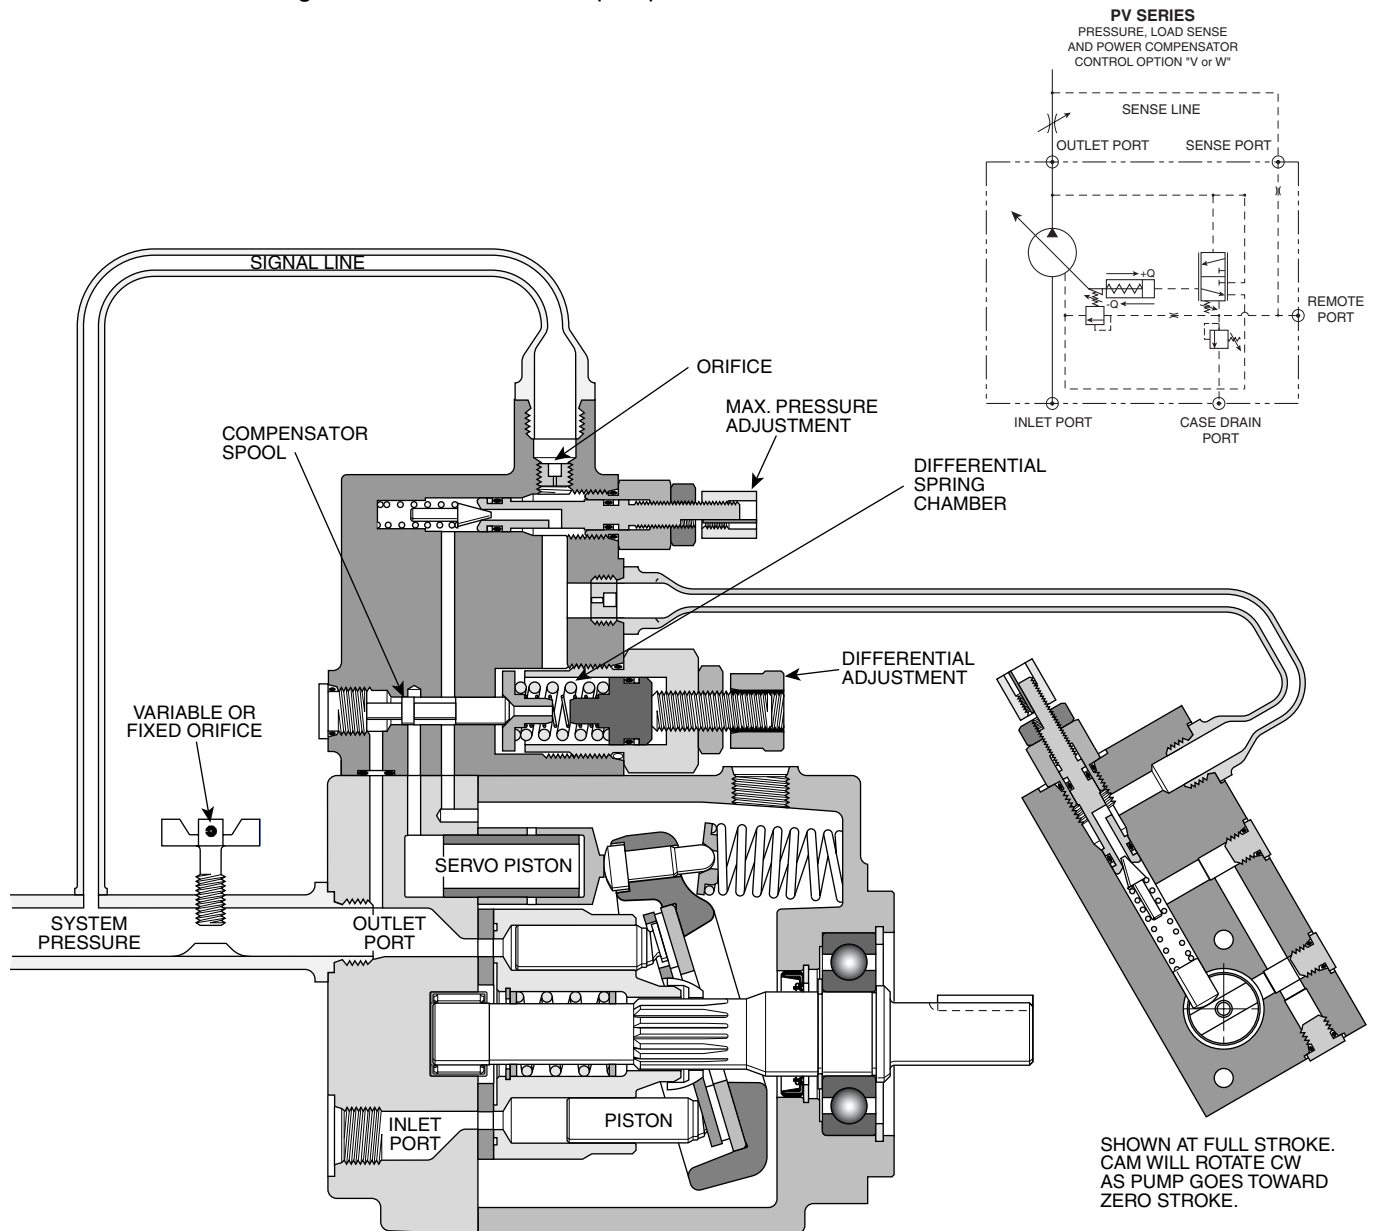 PV SERIES
PRESSURE, LOAD SENSE
AND POWER COMPENSATOR
CONTROL OPTION "V or W"
SENSE LINE
OUTLET PORT
SENSE PORT
+Q
-Q
REMOTE
PORT
INLET PORT
CASE DRAIN
PORT
SIGNAL LINE
ORIFICE
MAX. PRESSURE
ADJUSTMENT
COMPENSATOR
SPOOL
DIFFERENTIAL
SPRING
CHAMBER
DIFFERENTIAL
ADJUSTMENT
VARIABLE OR
FIXED ORIFICE
SERVO PISTON
SYSTEM
PRESSURE
OUTLET
PORT
INLET
PORT
PISTON
SHOWN AT FULL STROKE.
CAM WILL ROTATE CW
AS PUMP GOES TOWARD
ZERO STROKE.